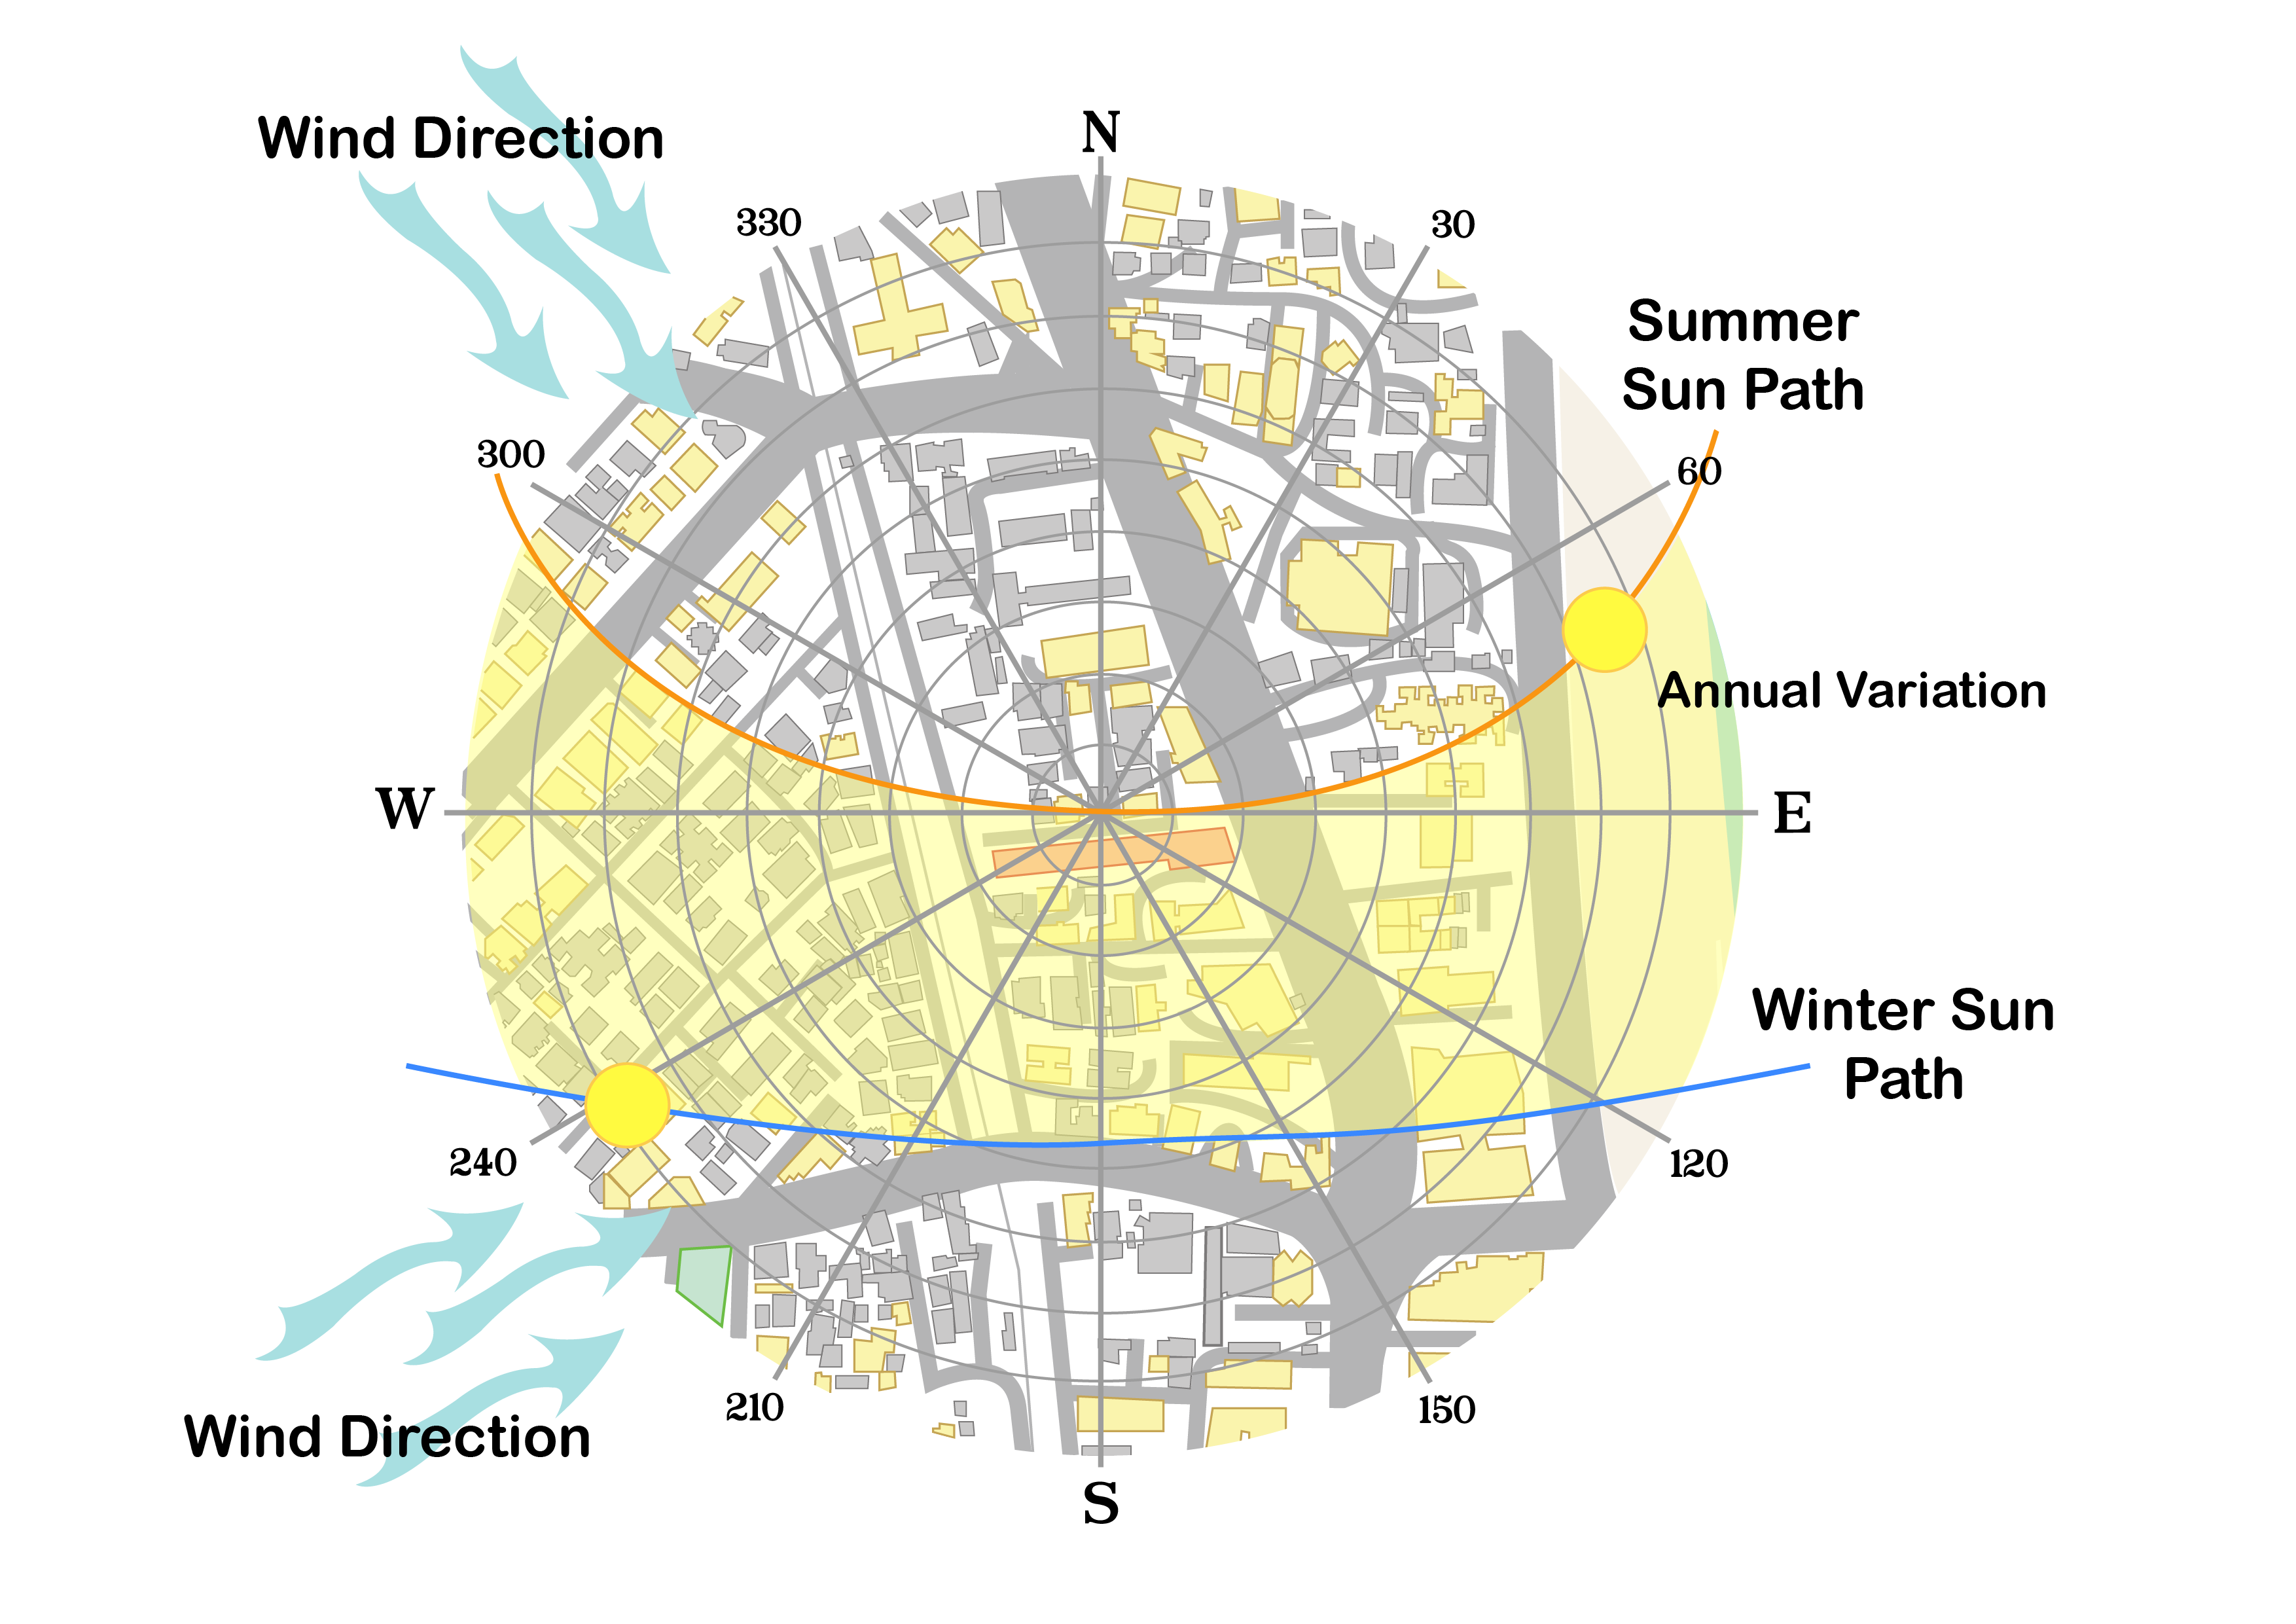 N
Wind Direction
330
30
Summer
Sun Path
300
60
Annual Variation
W
E
Winter Sun
Path
240
120
210
150
Wind Direction
S